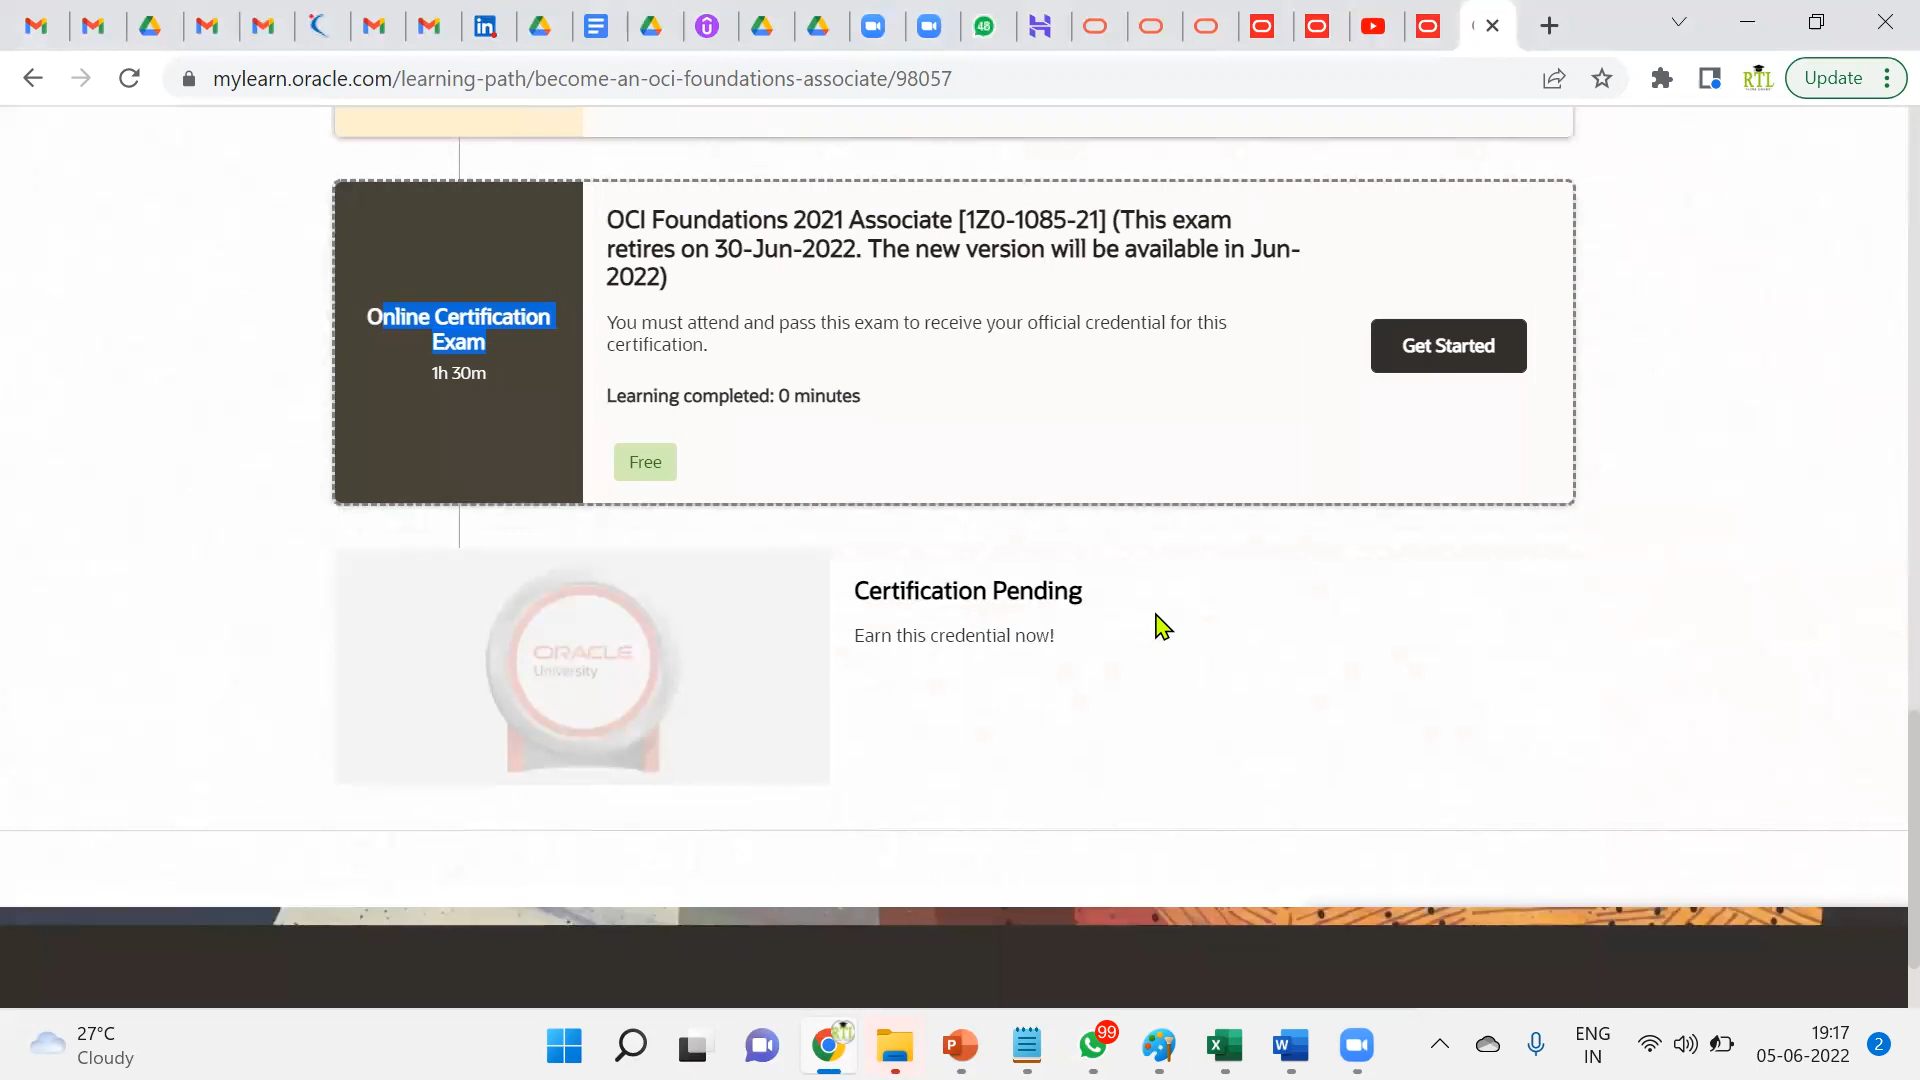 48
mylearn.oracle.com/learning-path/become-an-oci-foundations-associate/98057
RTL
Update
OCI Foundations 2021 Associate [1Z0-1085-21] (This exam
retires on 30-Jun-2022. The new version will be available in Jun-
2022)
Online Certification
Exam
1h 30m
You must attend and pass this exam to receive your official credential for this
certification.
Get Started
Learning completed: 0 minutes
Free
Certification Pending
Earn this credential now!
ORACLE
University
27°C
Cloudy
99
ENG
IN
19:17
05-06-2022
2